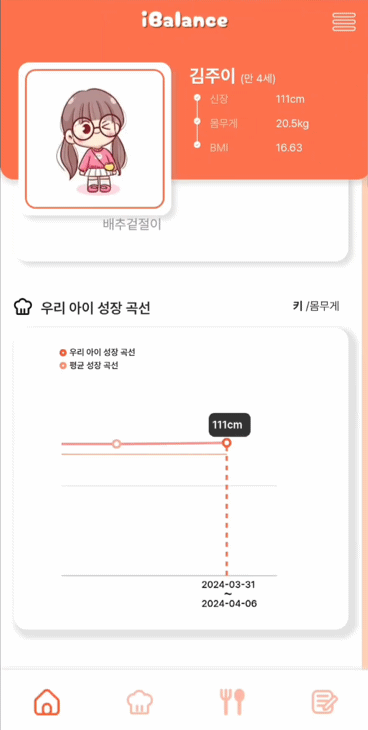 iBalance
김주이 (만 4세)
신장 111cm
몸무게 20.5kg
BMI 16.63
배추겉절이
우리 아이 성장 곡선 키 /몸무게
우리 아이 성장 곡선
평균 성장 곡선
111cm
2024-03-31
~
2024-04-06